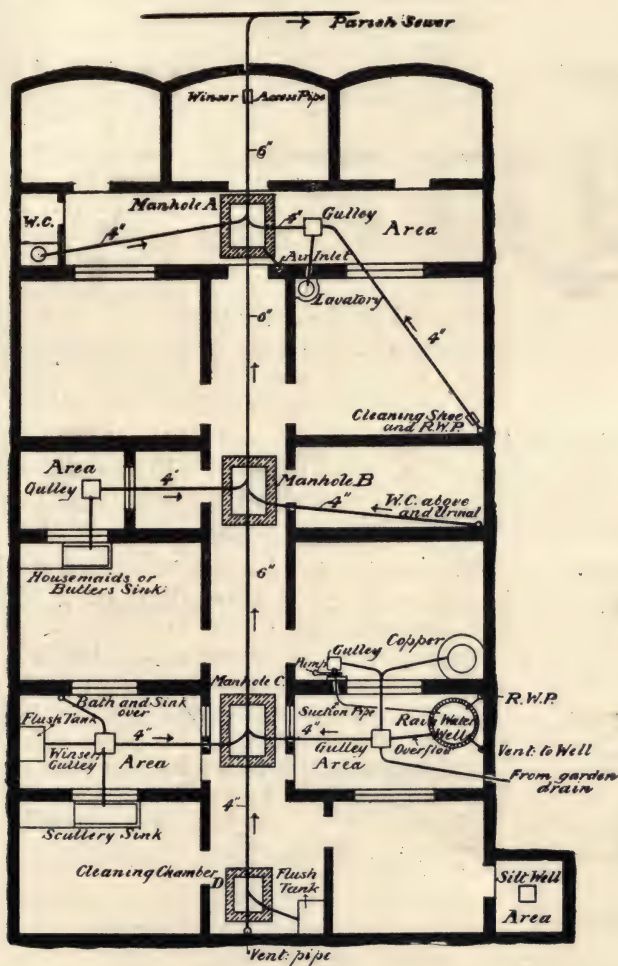 Parish Sewer
Winser Access Pipe
6"
Manhole A
W.C.
4"
4"
Gulley
Area
Air Inlet
Lavatory
6"
4"
Cleaning Shoe
and R.W.P.
Area
Gulley
4"
Manhole B
4"
W.C. above
and Urinal
Housemaids or
Butlers Sink
6"
Gulley
Copper
Pump
Manhole C.
Bath and Sink
over
R.W.P.
Flush Tank
Suction Pipe
Rain Water
Well
4"
4"
Winser
Gulley
Area
Gulley
Area
Overflow
Vent: to Well
From garden
drain
4"
Scullery Sink
Cleaning Chamber
D
Flush
Tank
Silt Well
Area
Vent: pipe